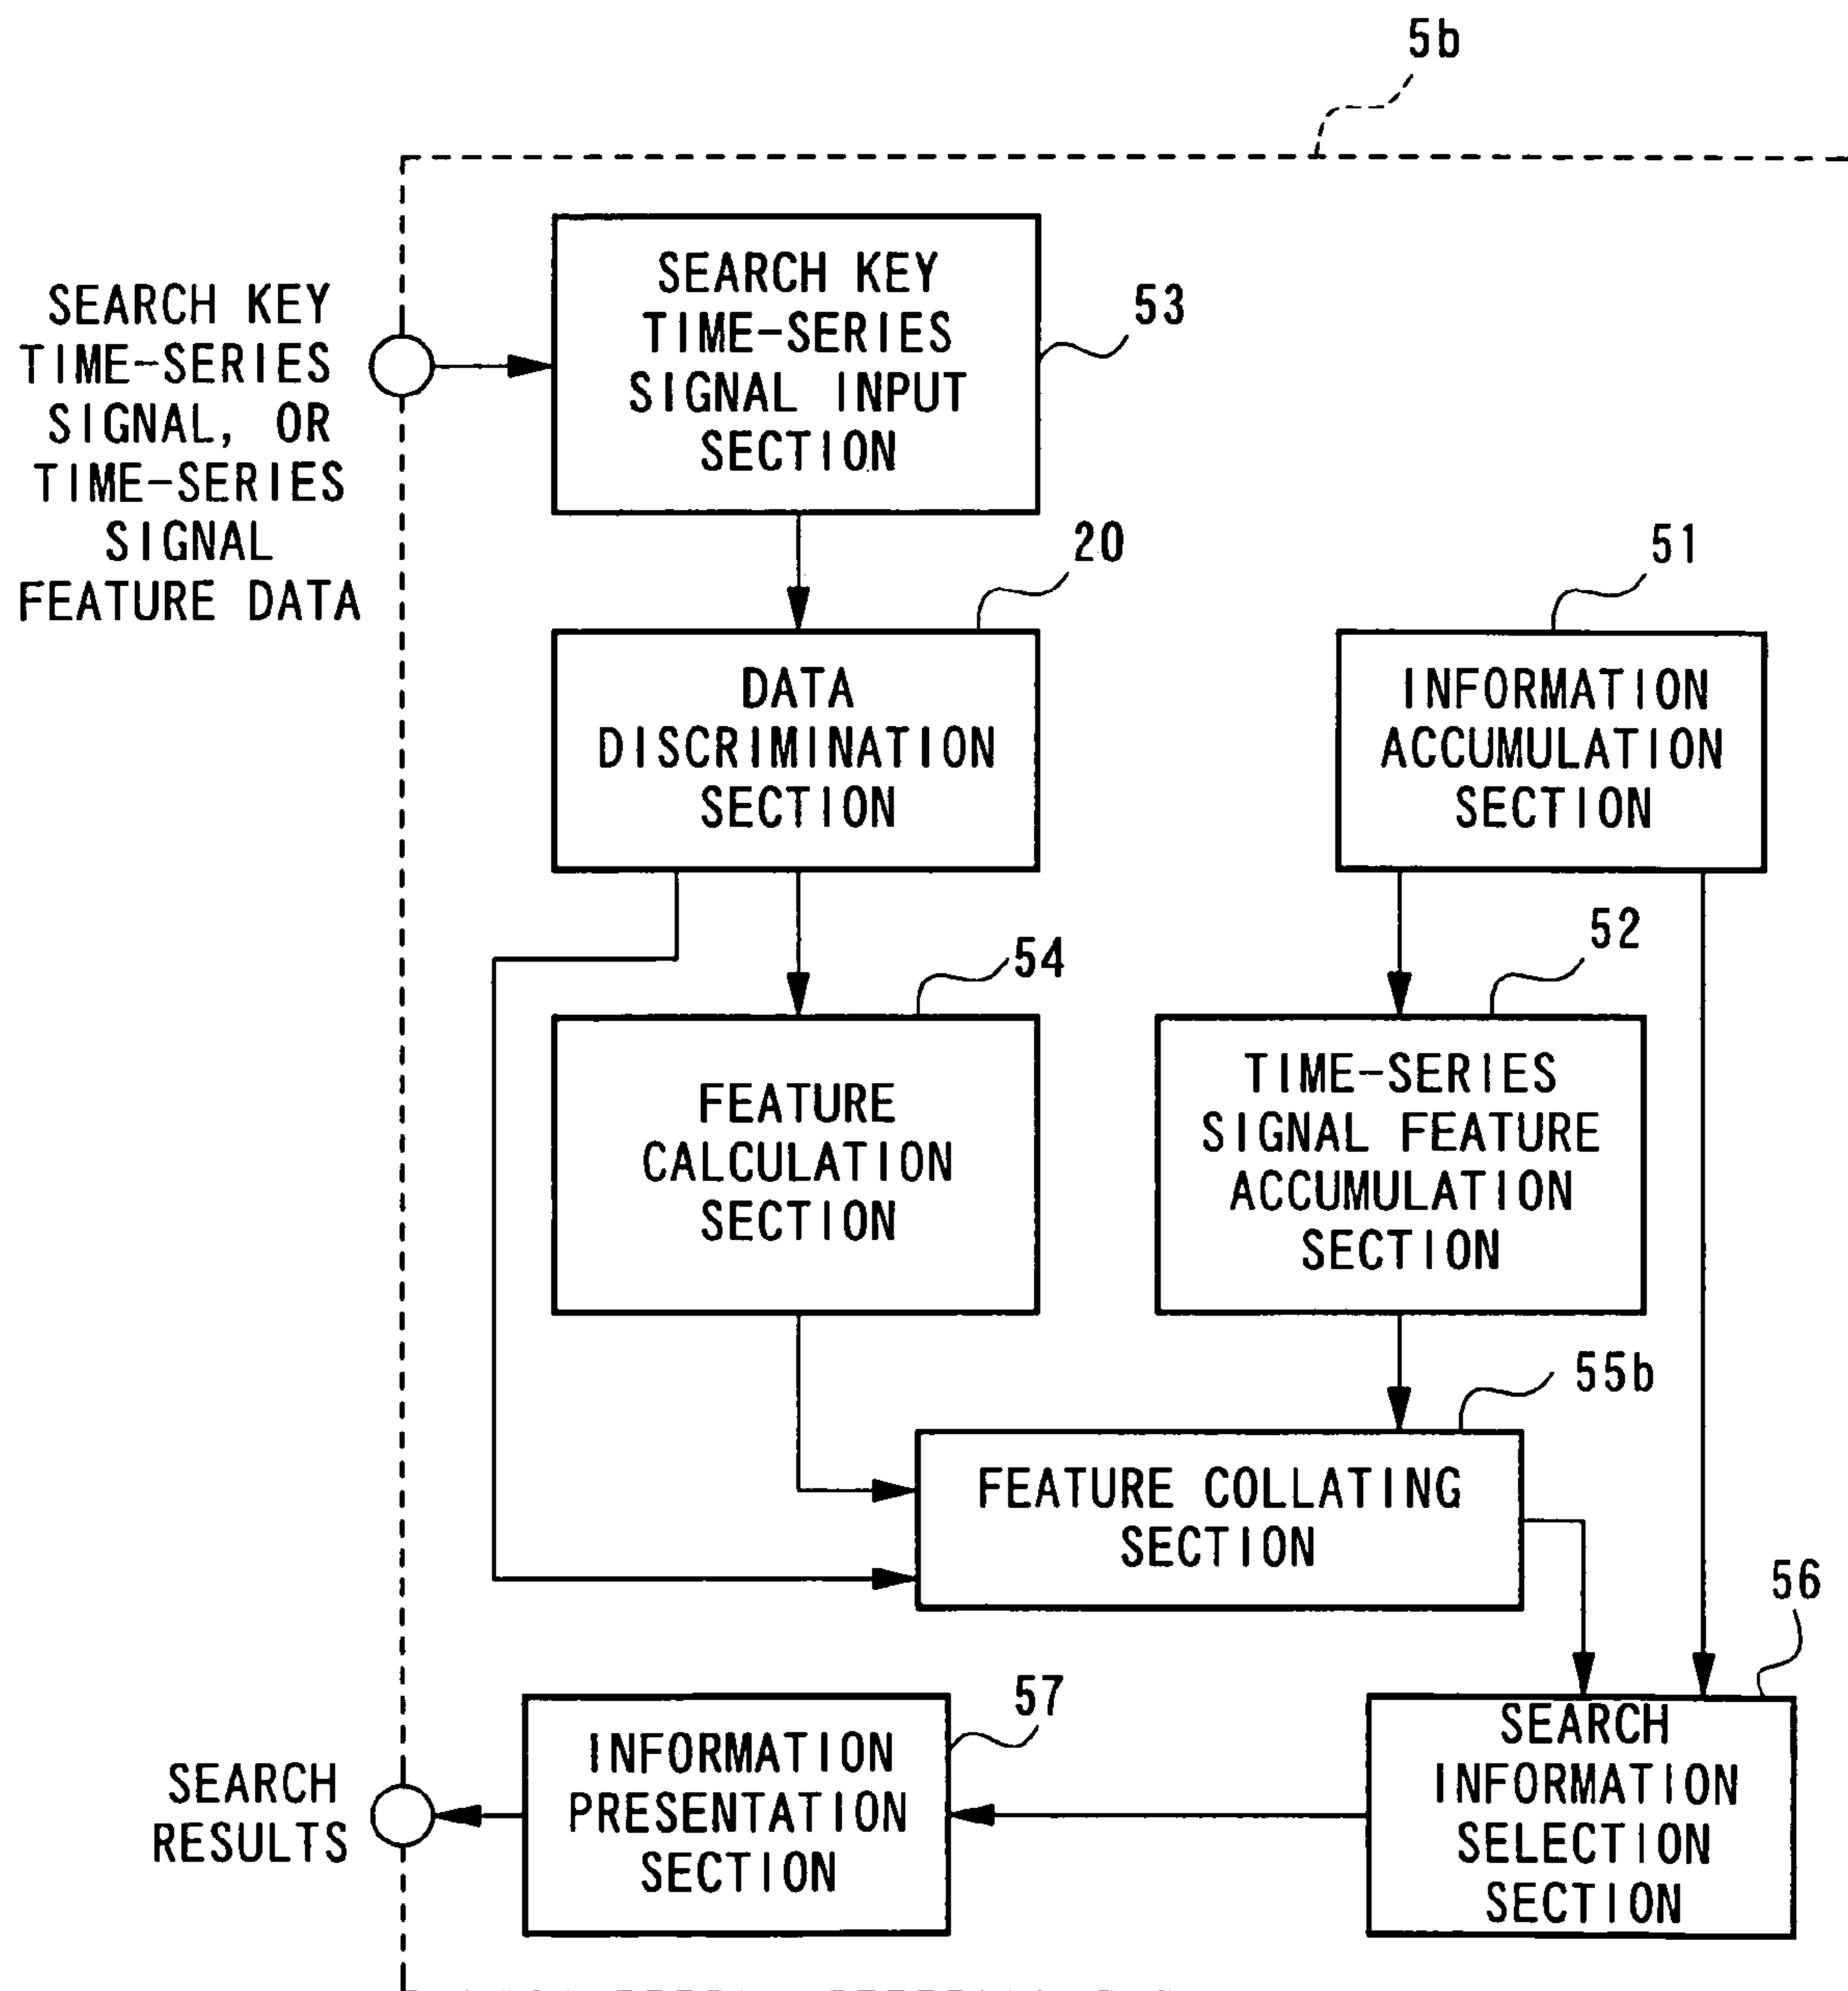 5b
SEARCH KEY
TIME-SERIES
SIGNAL, OR
TIME-SERIES
SIGNAL
FEATURE DATA
SEARCH KEY
TIME-SERIES
SIGNAL INPUT
SECTION
53
20
DATA
DISCRIMINATION
SECTION
51
INFORMATION
ACCUMULATION
SECTION
54
FEATURE
CALCULATION
SECTION
52
TIME-SERIES
SIGNAL FEATURE
ACCUMULATION
SECTION
55b
FEATURE COLLATING
SECTION
56
SEARCH
INFORMATION
SELECTION
SECTION
57
INFORMATION
PRESENTATION
SECTION
SEARCH
RESULTS